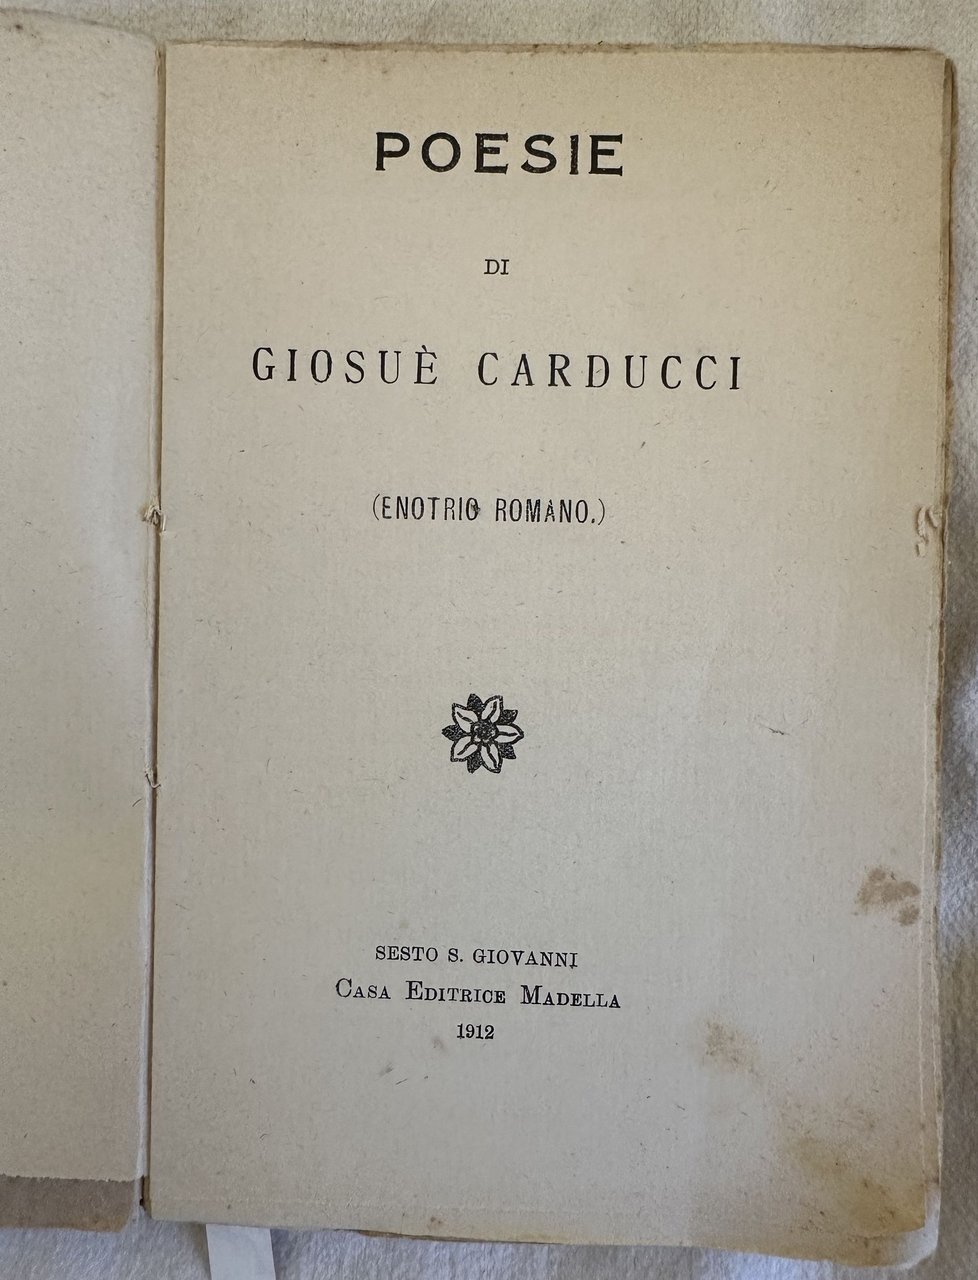 POESIE
DI
GIOSUÈ CARDUCCI
(ENOTRIO ROMANO.)
SESTO S. GIOVANNI
CASA EDITRICE MADELLA
1912